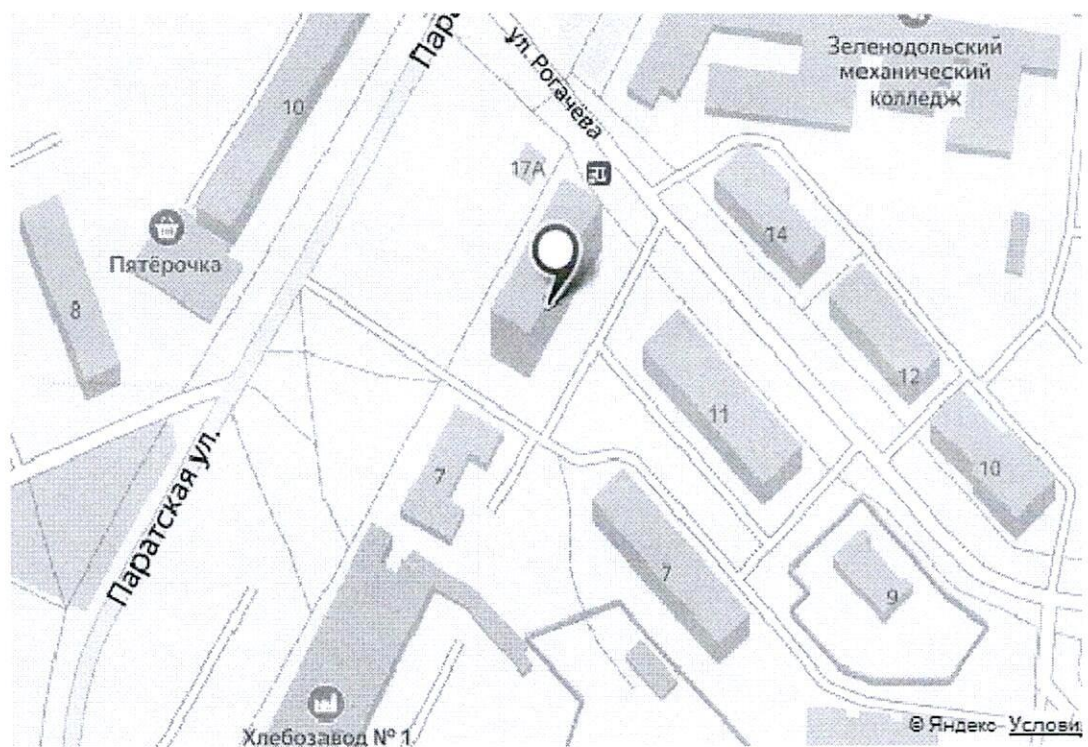 Пара
ул. Рогачёва
Зеленодольский
механический
колледж
10
17А
14
Пятёрочка
8
12
11
10
7
Паратская ул.
7
9
Хлебозавод № 1
© Яндекс Услови